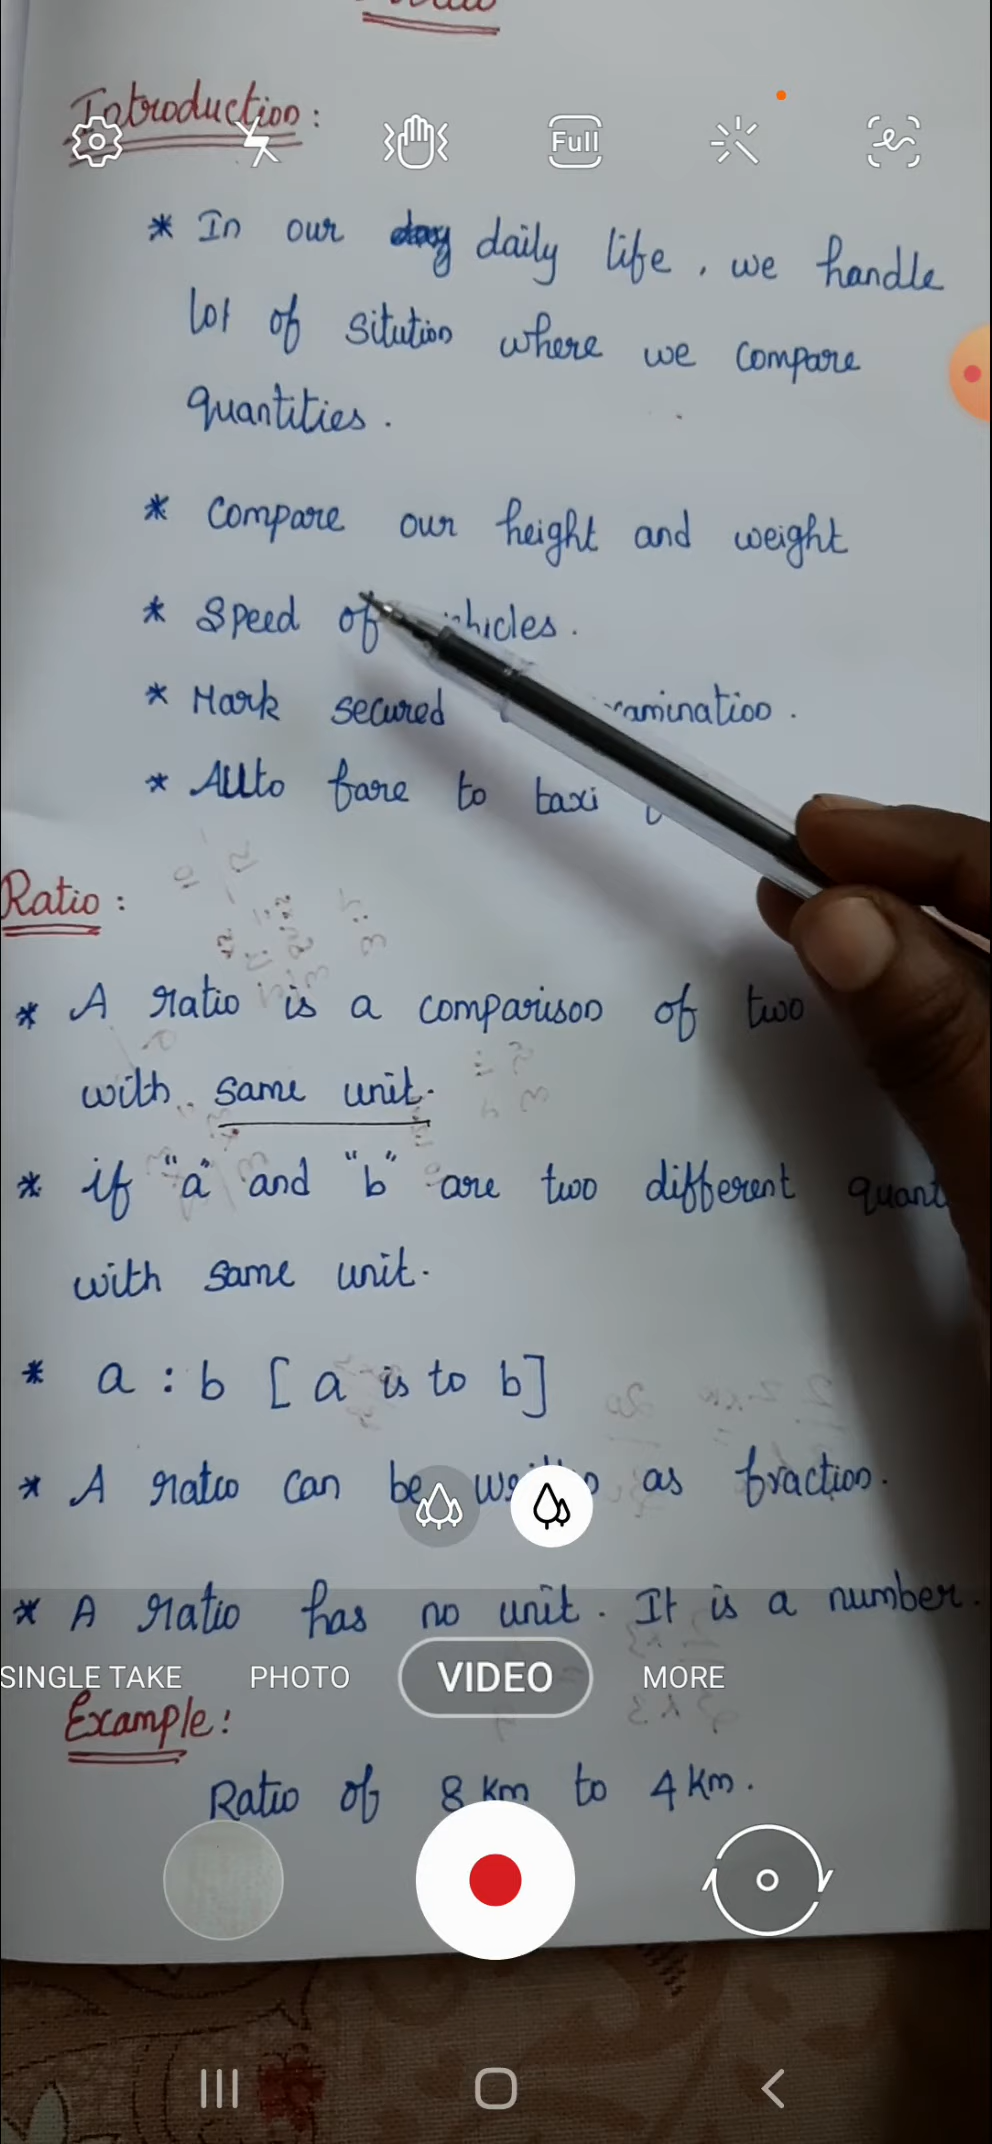 Introduction:
Full
* In our daily life, we handle
lot of sitution where we compare
quantities.
* Compare our height and weight
* Speed of
* Mark secured
* Auto fare to taxi
Ratio:
* A ratio is a comparison of two
with same unit.
* if "a" and "b" are two different
with same unit.
* a : b [a is to b]
* A ratio can be as fraction.
* A ratio has no unit. It is a number.
SINGLE TAKE PHOTO VIDEO MORE
Example:
Ratio of 8 Km to 4 Km.